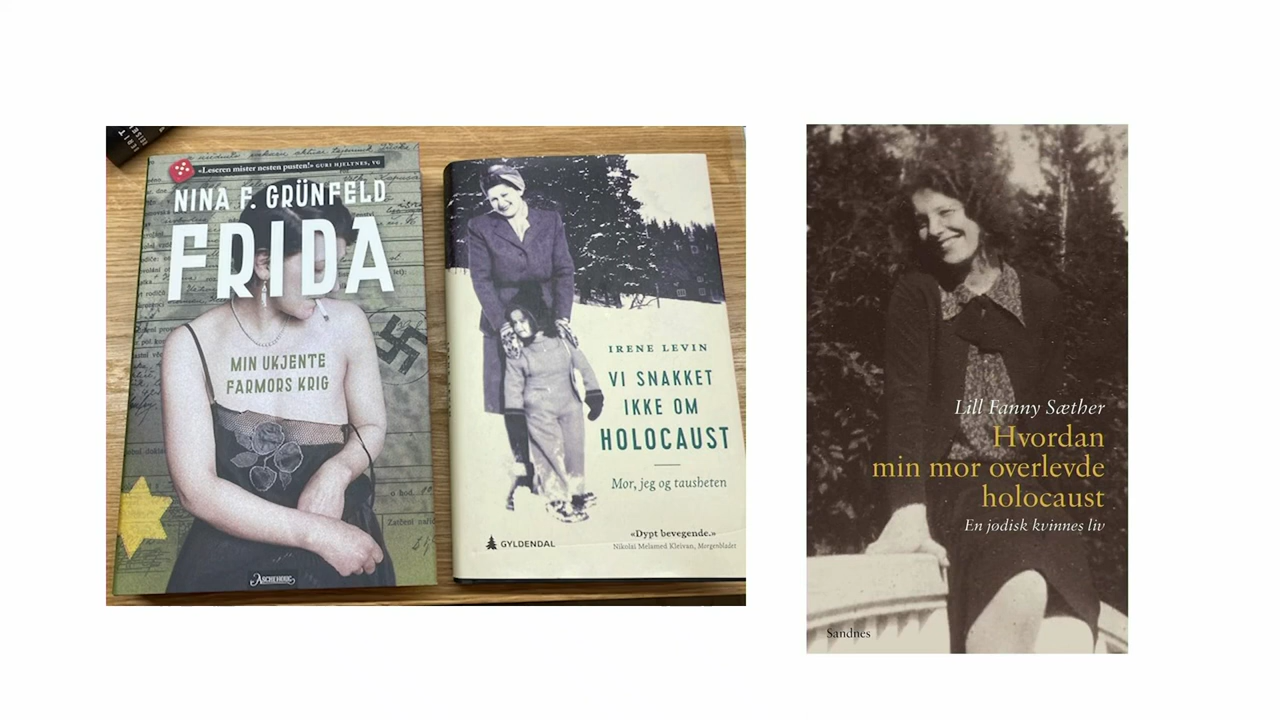 «Leseren mister nesten pusten!» GURI HJELTNES, VG
NINA F. GRÜNFELD
FRIDA
MIN UKJENTE
FARMORS KRIG
ASCHEHOUG
IRENE LEVIN
VI SNAKKET
IKKE OM
HOLOCAUST
Mor, jeg og tausheten
«Dypt bevegende.»
Nikolai Melamed Kleivan, Morgenbladet
GYLDENDAL
Lill Fanny Sæther
Hvordan
min mor overlevde
holocaust
En jødisk kvinnes liv
Sandnes